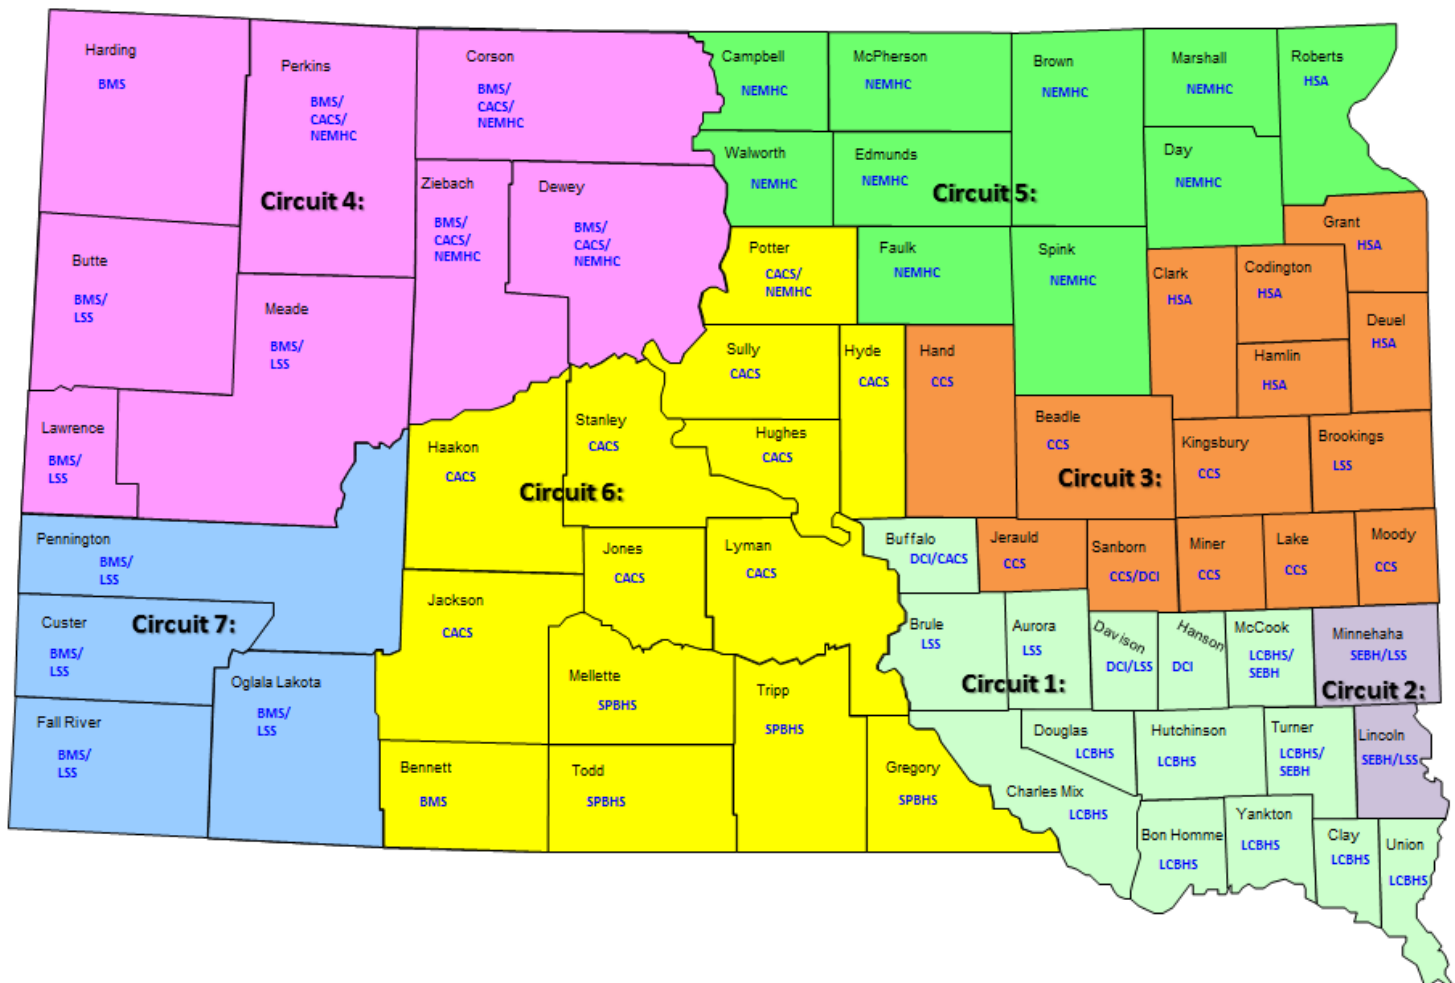 Harding
BMS
Perkins
BMS/
CACS/
NEMHC
Corson
BMS/
CACS/
NEMHC
Campbell
NEMHC
McPherson
NEMHC
Brown
NEMHC
Marshall
NEMHC
Roberts
HSA
Circuit 4:
Ziebach
BMS/
CACS/
NEMHC
Dewey
BMS/
CACS/
NEMHC
Walworth
NEMHC
Edmunds
NEMHC
Circuit 5:
Day
NEMHC
Grant
HSA
Butte
BMS/
LSS
Meade
BMS/
LSS
Potter
CACS/
NEMHC
Faulk
NEMHC
Spink
NEMHC
Clark
HSA
Codington
HSA
Deuel
HSA
Hamlin
HSA
Sully
CACS
Hyde
CACS
Hand
CCS
Lawrence
BMS/
LSS
Haakon
CACS
Stanley
CACS
Hughes
CACS
Beadle
CCS
Kingsbury
CCS
Brookings
LSS
Circuit 6:
Circuit 3:
Pennington
BMS/
LSS
Jones
CACS
Lyman
CACS
Buffalo
DCI/CACS
Jerauld
CCS
Sanborn
CCS/DCI
Miner
CCS
Lake
CCS
Moody
CCS
Custer
BMS/
LSS
Circuit 7:
Jackson
CACS
Brule
LSS
Aurora
LSS
Davison
DCI/LSS
Hanson
DCI
McCook
LCBHS/
SEBH
Minnehaha
SEBH/LSS
Circuit 1:
Circuit 2:
Oglala Lakota
BMS/
LSS
Mellette
SPBHS
Tripp
SPBHS
Fall River
BMS/
LSS
Douglas
LCBHS
Hutchinson
LCBHS
Turner
LCBHS/
SEBH
Lincoln
SEBH/LSS
Bennett
BMS
Todd
SPBHS
Gregory
SPBHS
Charles Mix
LCBHS
Bon Homme
LCBHS
Yankton
LCBHS
Clay
LCBHS
Union
LCBHS